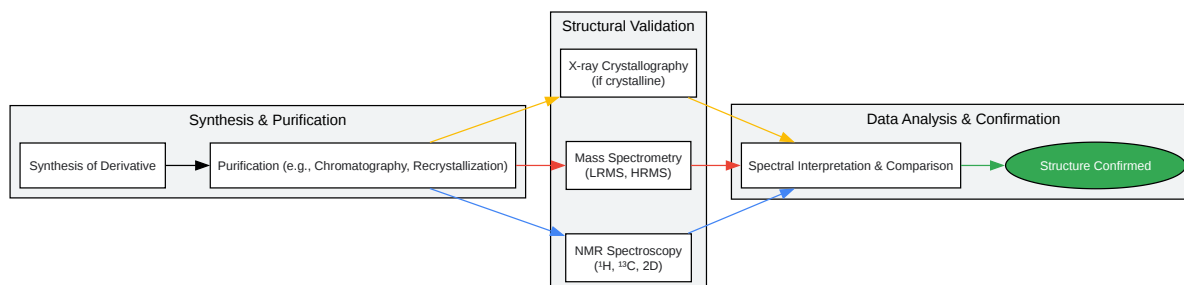 Synthesis & Purification
Synthesis of Derivative
Purification (e.g., Chromatography, Recrystallization)
Structural Validation
X-ray Crystallography
(if crystalline)
Mass Spectrometry
(LRMS, HRMS)
NMR Spectroscopy
(¹H, ¹³C, 2D)
Data Analysis & Confirmation
Spectral Interpretation & Comparison
Structure Confirmed